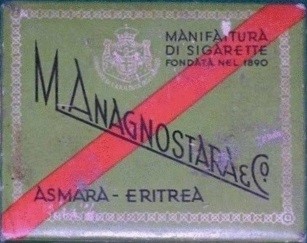 MANIFATTURA
DI SIGARETTE
FONDATA NEL 1890
M. ANAGNOSTARA & Cº
ASMARA - ERITREA